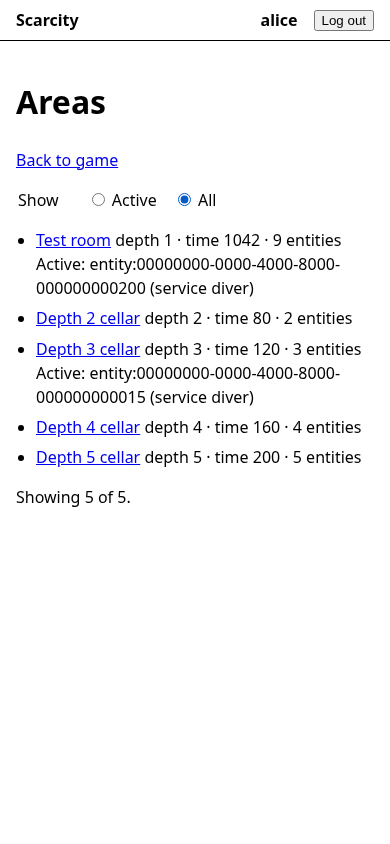 Scarcity alice Log out
Areas
Back to game
Show Active All
Test room depth 1 · time 1042 · 9 entities
Active: entity:00000000-0000-4000-8000-
000000000200 (service diver)
Depth 2 cellar depth 2 · time 80 · 2 entities
Depth 3 cellar depth 3 · time 120 · 3 entities
Active: entity:00000000-0000-4000-8000-
000000000015 (service diver)
Depth 4 cellar depth 4 · time 160 · 4 entities
Depth 5 cellar depth 5 · time 200 · 5 entities
Showing 5 of 5.